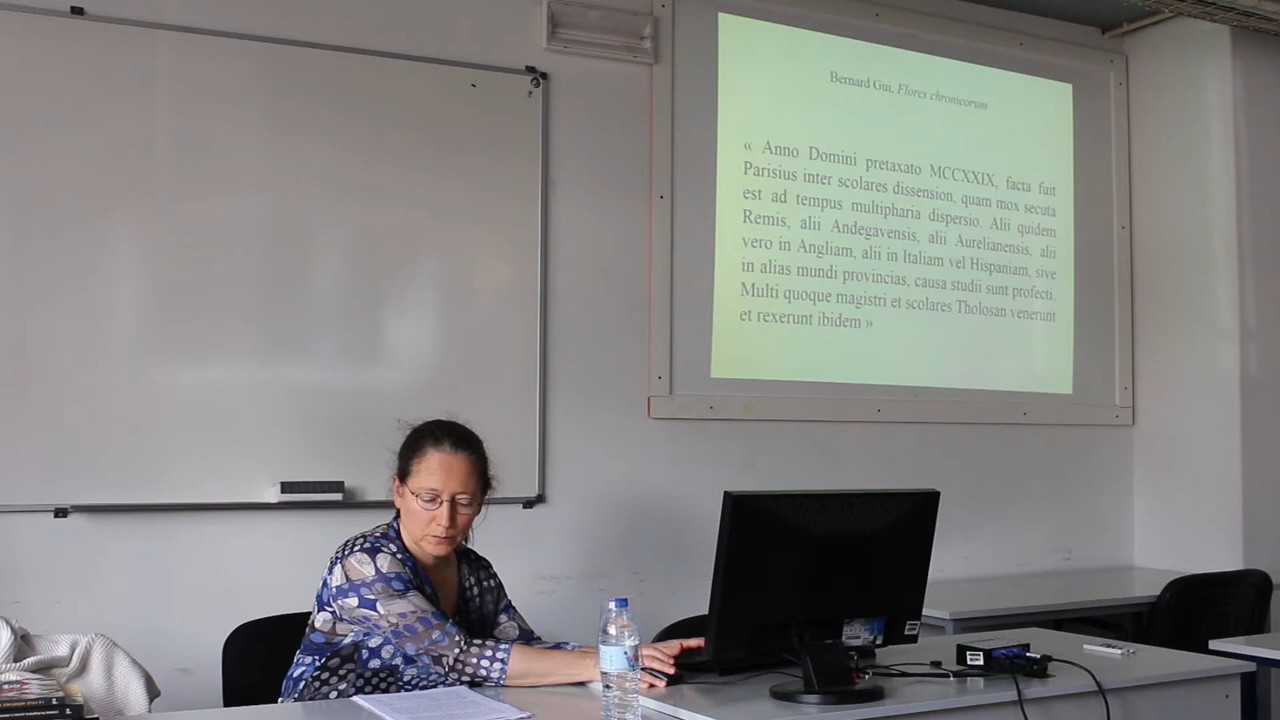 Bernard Gui, Flores chronicorum
« Anno Domini pretaxato MCCXXIX, facta fuit
Parisius inter scolares dissension, quam mox secuta
est ad tempus multipharia dispersio. Alii quidem
Remis, alii Andegavensis, alii Aurelianensis, alii
vero in Angliam, alii in Italiam vel Hispaniam, sive
in alias mundi provincias, causa studii sunt profecti.
Multi quoque magistri et scolares Tholosan venerunt
et rexerunt ibidem »